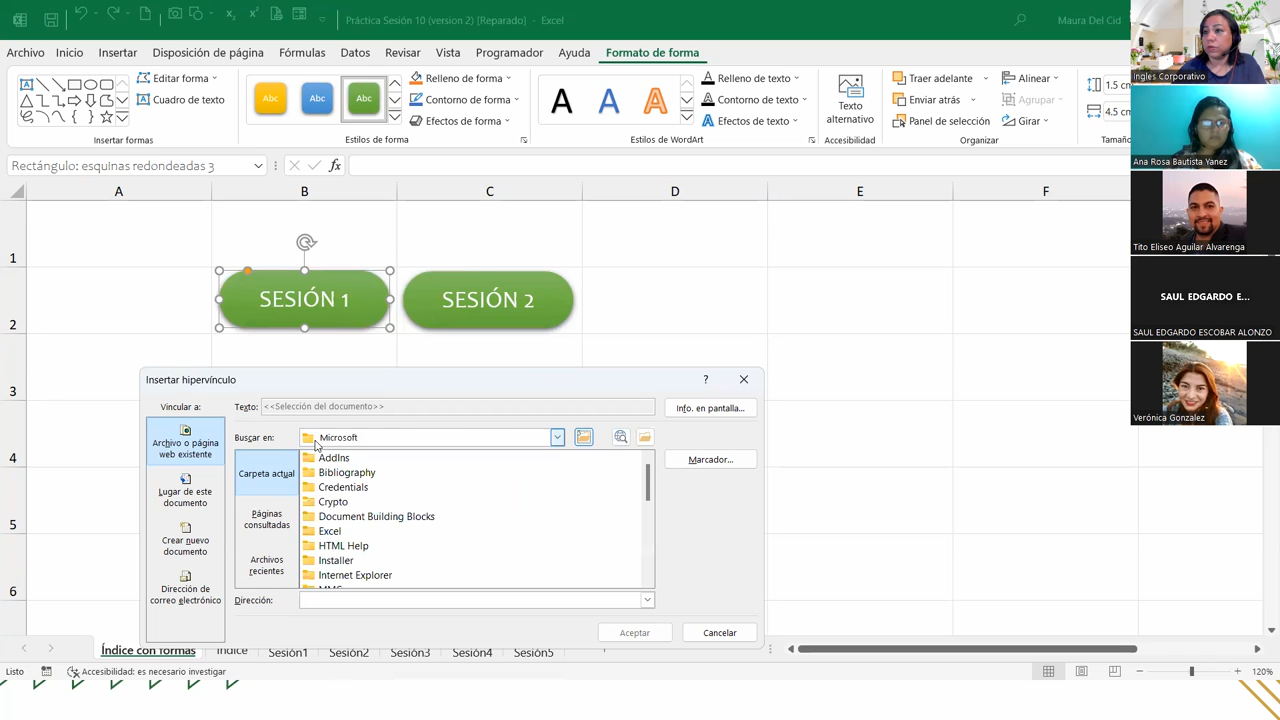 Práctica Sesión 10 (version 2) [Reparado] - Excel
Maura Del Cid
Archivo Inicio Insertar Disposición de página Fórmulas Datos Revisar Vista Programador Ayuda Formato de forma
Editar forma
Cuadro de texto
Insertar formas
Abc Abc Abc
Relleno de forma
Contorno de forma
Efectos de forma
Estilos de forma
A A A
Relleno de texto
Contorno de texto
Efectos de texto
Estilos de WordArt
Texto
alternativo
Accesibilidad
Traer adelante
Enviar atrás
Panel de selección
Alinear
Agrupar
Girar
Organizar
1.5 cm
4.5 cm
Tamaño
Rectángulo: esquinas redondeadas 3
fx
A B C D E F
1
2
3
4
5
6
SESIÓN 1
SESIÓN 2
Insertar hipervínculo
?
Vincular a:
Texto: <<Selección del documento>>
Info. en pantalla...
Archivo o página
web existente
Lugar de este
documento
Crear nuevo
documento
Dirección de
correo electrónico
Buscar en: Microsoft
Marcador...
Carpeta actual
Páginas
consultadas
Archivos
recientes
AddIns
Bibliography
Credentials
Crypto
Document Building Blocks
Excel
HTML Help
Installer
Internet Explorer
Dirección:
Aceptar
Cancelar
Índice con formas Índice Sesión1 Sesión2 Sesión3 Sesión4 Sesión5
Listo
Accesibilidad: es necesario investigar
120%
Ingles Corporativo
Ana Rosa Bautista Yanez
Tito Eliseo Aguilar Alvarenga
SAUL EDGARDO E...
SAUL EDGARDO ESCOBAR ALONZO
Verónica Gonzalez